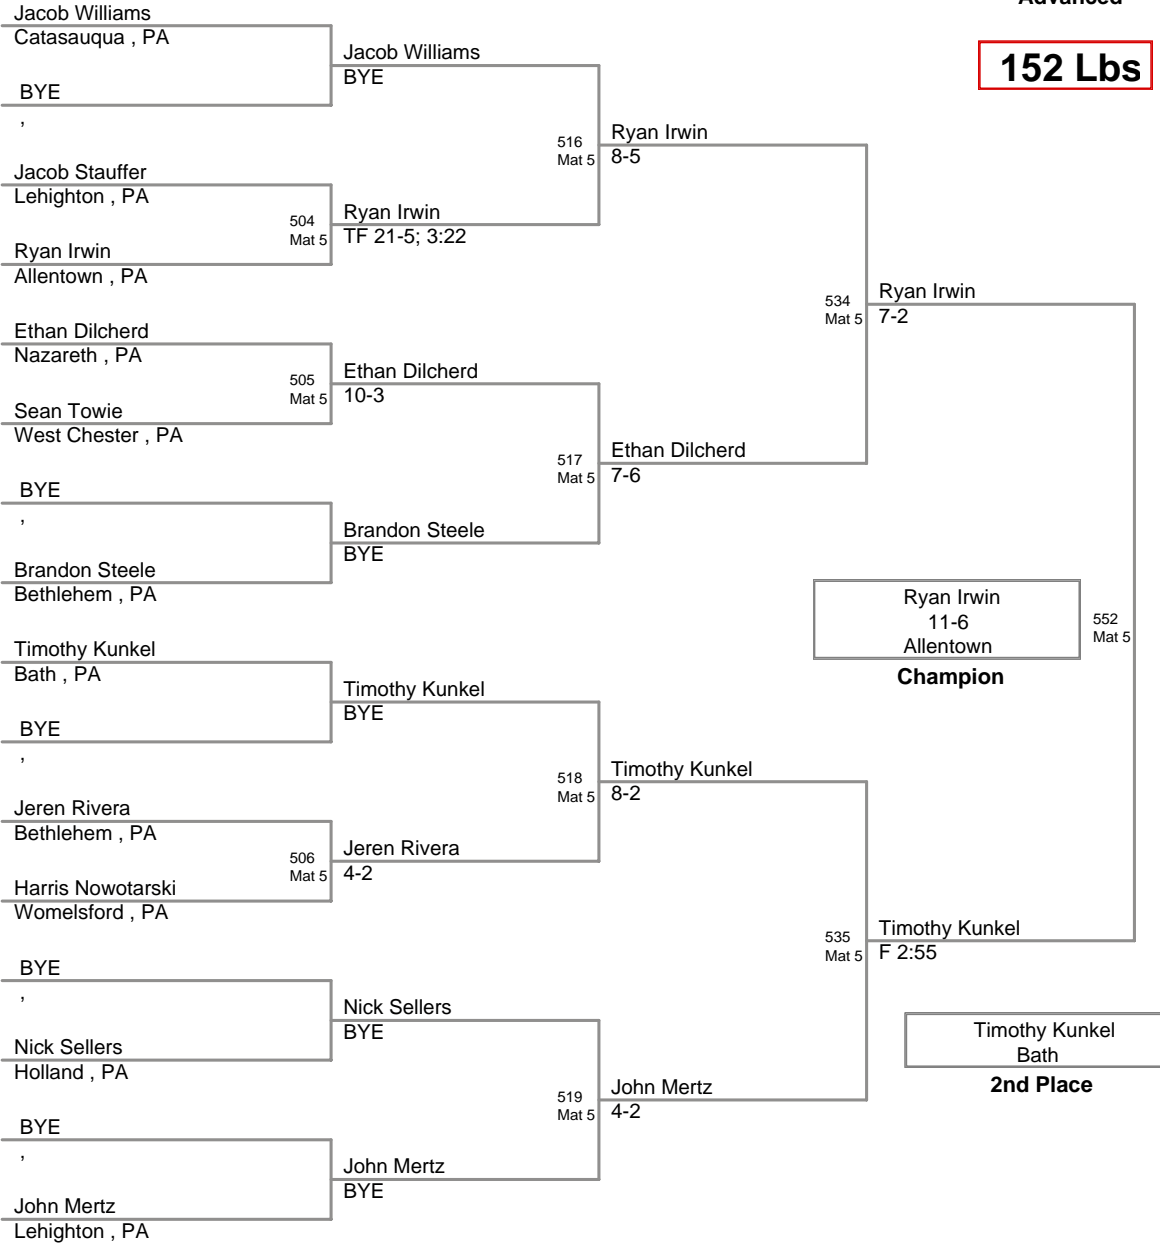 Advanced
152 Lbs
Jacob Williams
Catasauqua , PA
BYE
,
Jacob Stauffer
Lehighton , PA
504
Mat 5
Ryan Irwin
Allentown , PA
Ethan Dilcherd
Nazareth , PA
505
Mat 5
Sean Towie
West Chester , PA
BYE
,
Brandon Steele
Bethlehem , PA
Timothy Kunkel
Bath , PA
BYE
,
Jeren Rivera
Bethlehem , PA
506
Mat 5
Harris Nowotarski
Womelsford , PA
BYE
,
Nick Sellers
Holland , PA
BYE
,
John Mertz
Lehighton , PA
Jacob Williams
BYE
516
Mat 5
Ryan Irwin
TF 21-5; 3:22
Ethan Dilcherd
10-3
517
Mat 5
Brandon Steele
BYE
Timothy Kunkel
BYE
518
Mat 5
Jeren Rivera
4-2
Nick Sellers
BYE
519
Mat 5
John Mertz
BYE
Ryan Irwin
8-5
534
Mat 5
Ethan Dilcherd
7-6
Timothy Kunkel
8-2
535
Mat 5
John Mertz
4-2
Ryan Irwin
7-2
Ryan Irwin
11-6
Allentown
Champion
552
Mat 5
Timothy Kunkel
F 2:55
Timothy Kunkel
Bath
2nd Place